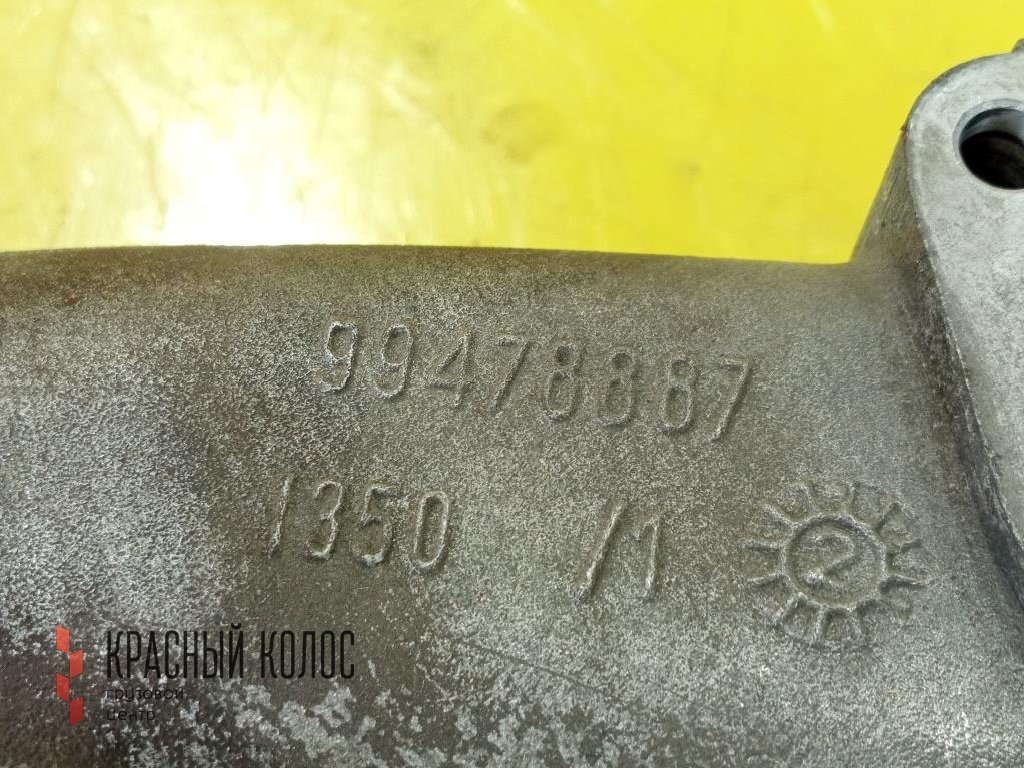 99478887
1350 /1
2
КРАСНЫЙ КОЛОС
грузовой
центр